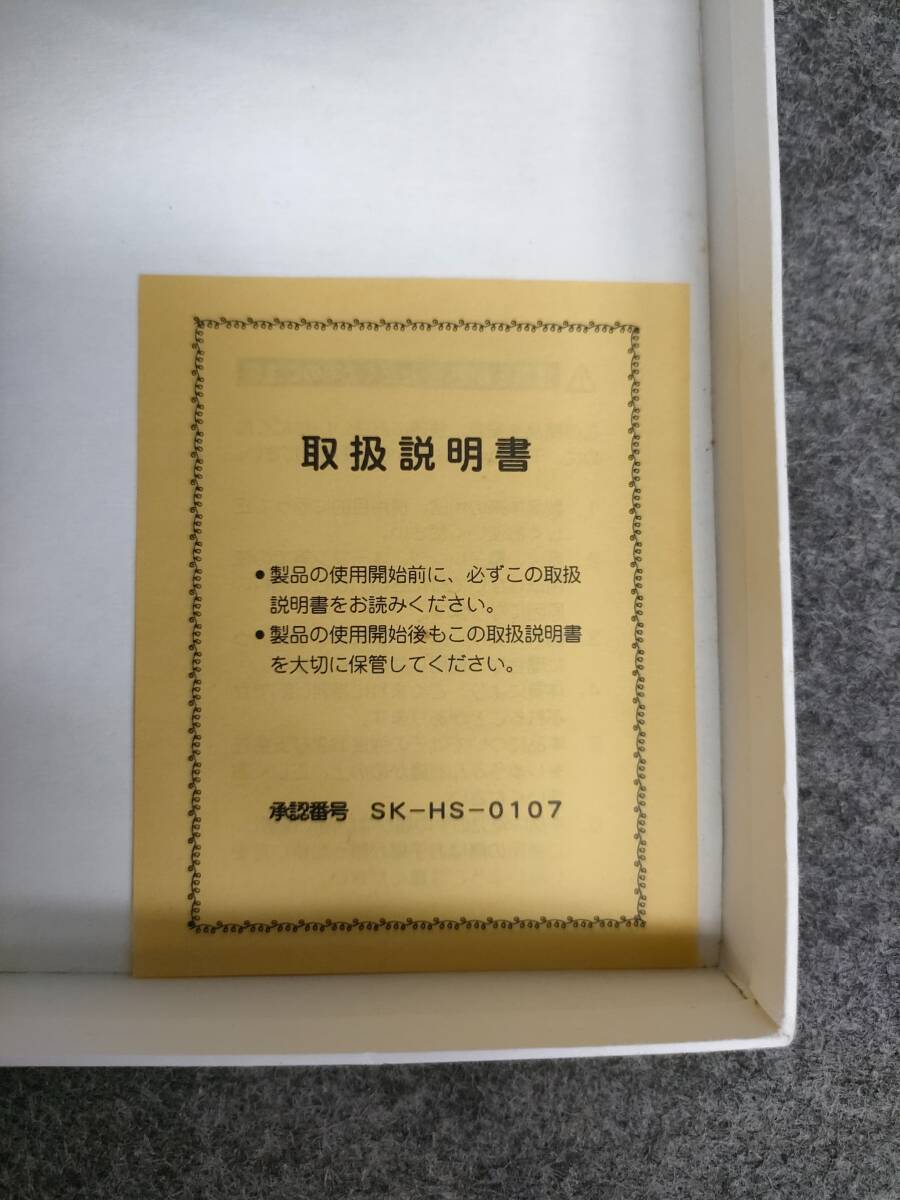 取扱説明書
●製品の使用開始前に、必ずこの取扱
説明書をお読みください。
●製品の使用開始後もこの取扱説明書
を大切に保管してください。
承認番号 SK-HS-0107